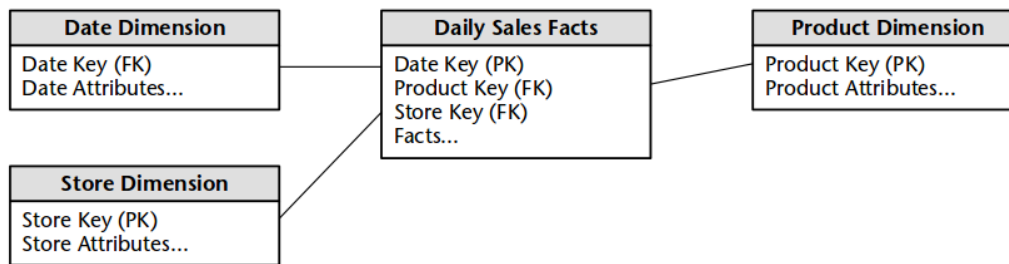 Date Dimension
Date Key (FK)
Date Attributes...
Daily Sales Facts
Date Key (PK)
Product Key (FK)
Store Key (FK)
Facts...
Product Dimension
Product Key (PK)
Product Attributes...
Store Dimension
Store Key (PK)
Store Attributes...